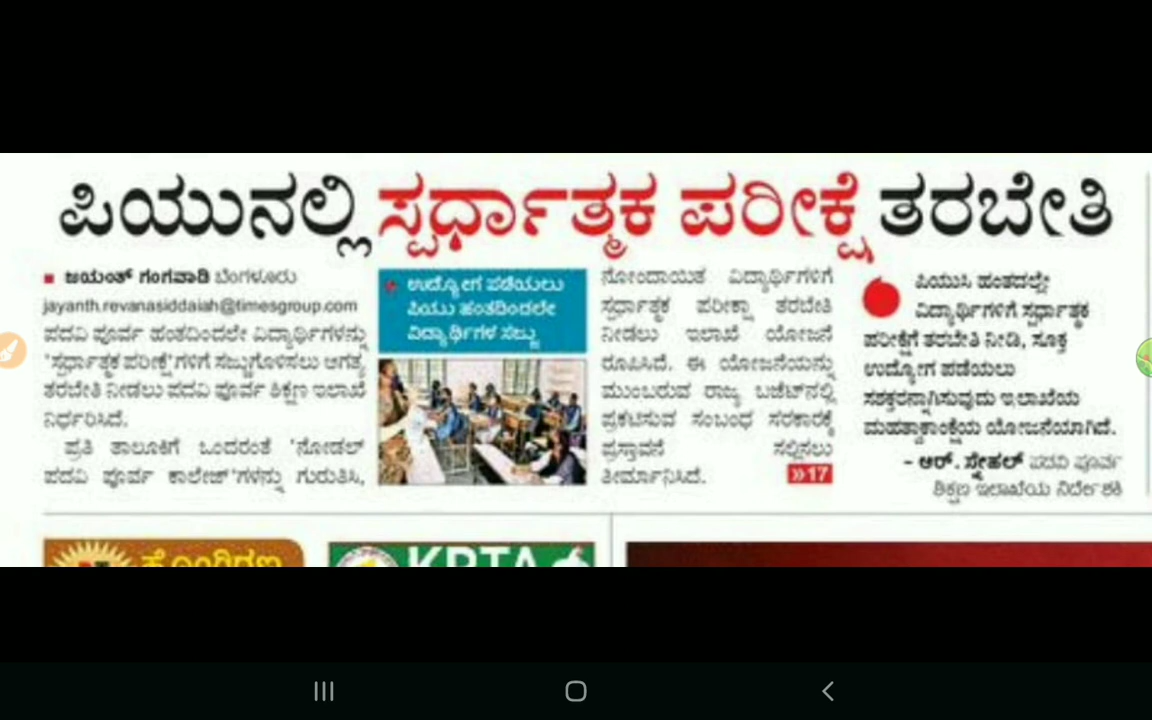 ಪಿಯುನಲ್ಲಿ ಸ್ಪರ್ಧಾತ್ಮಕ ಪರೀಕ್ಷೆ ತರಬೇತಿ
■ ಜಯಂತ್ ಗಂಗವಾಡಿ ಬೆಂಗಳೂರು
jayanth.revanasiddaiah@timesgroup.com
ಪದವಿ ಪೂರ್ವ ಹಂತದಿಂದಲೇ ವಿದ್ಯಾರ್ಥಿಗಳನ್ನು
'ಸ್ಪರ್ಧಾತ್ಮಕ ಪರೀಕ್ಷೆ'ಗಳಿಗೆ ಸಜ್ಜುಗೊಳಿಸಲು ಅಗತ್ಯ
ತರಬೇತಿ ನೀಡಲು ಪದವಿ ಪೂರ್ವ ಶಿಕ್ಷಣ ಇಲಾಖೆ
ನಿರ್ಧರಿಸಿದೆ.
ಪ್ರತಿ ತಾಲೂಕಿಗೆ ಒಂದರಂತೆ 'ನೋಡಲ್
ಪದವಿ ಪೂರ್ವ ಕಾಲೇಜ್'ಗಳನ್ನು ಗುರುತಿಸಿ,
ಉದ್ಯೋಗ ಪಡೆಯಲು
ಪಿಯು ಹಂತದಿಂದಲೇ
ವಿದ್ಯಾರ್ಥಿಗಳ ಸಜ್ಜು
ನೋಂದಾಯಿತ ವಿದ್ಯಾರ್ಥಿಗಳಿಗೆ
ಸ್ಪರ್ಧಾತ್ಮಕ ಪರೀಕ್ಷಾ ತರಬೇತಿ
ನೀಡಲು ಇಲಾಖೆ ಯೋಜನೆ
ರೂಪಿಸಿದೆ. ಈ ಯೋಜನೆಯನ್ನು
ಮುಂಬರುವ ರಾಜ್ಯ ಬಜೆಟ್‌ನಲ್ಲಿ
ಪ್ರಕಟಿಸುವ ಸಂಬಂಧ ಸರಕಾರಕ್ಕೆ
ಪ್ರಸ್ತಾವನೆ ಸಲ್ಲಿಸಲು
ತೀರ್ಮಾನಿಸಿದೆ. »17
ಪಿಯುಸಿ ಹಂತದಲ್ಲೇ
ವಿದ್ಯಾರ್ಥಿಗಳಿಗೆ ಸ್ಪರ್ಧಾತ್ಮಕ
ಪರೀಕ್ಷೆಗೆ ತರಬೇತಿ ನೀಡಿ, ಸೂಕ್ತ
ಉದ್ಯೋಗ ಪಡೆಯಲು
ಸಶಕ್ತರನ್ನಾಗಿಸುವುದು ಇಲಾಖೆಯ
ಮಹತ್ವಾಕಾಂಕ್ಷೆಯ ಯೋಜನೆಯಾಗಿದೆ.
- ಆರ್. ಸ್ನೇಹಲ್ ಪದವಿ ಪೂರ್ವ
ಶಿಕ್ಷಣ ಇಲಾಖೆಯ ನಿರ್ದೇಶಕಿ
ಹೊಂಗಿರಣ
KPTA